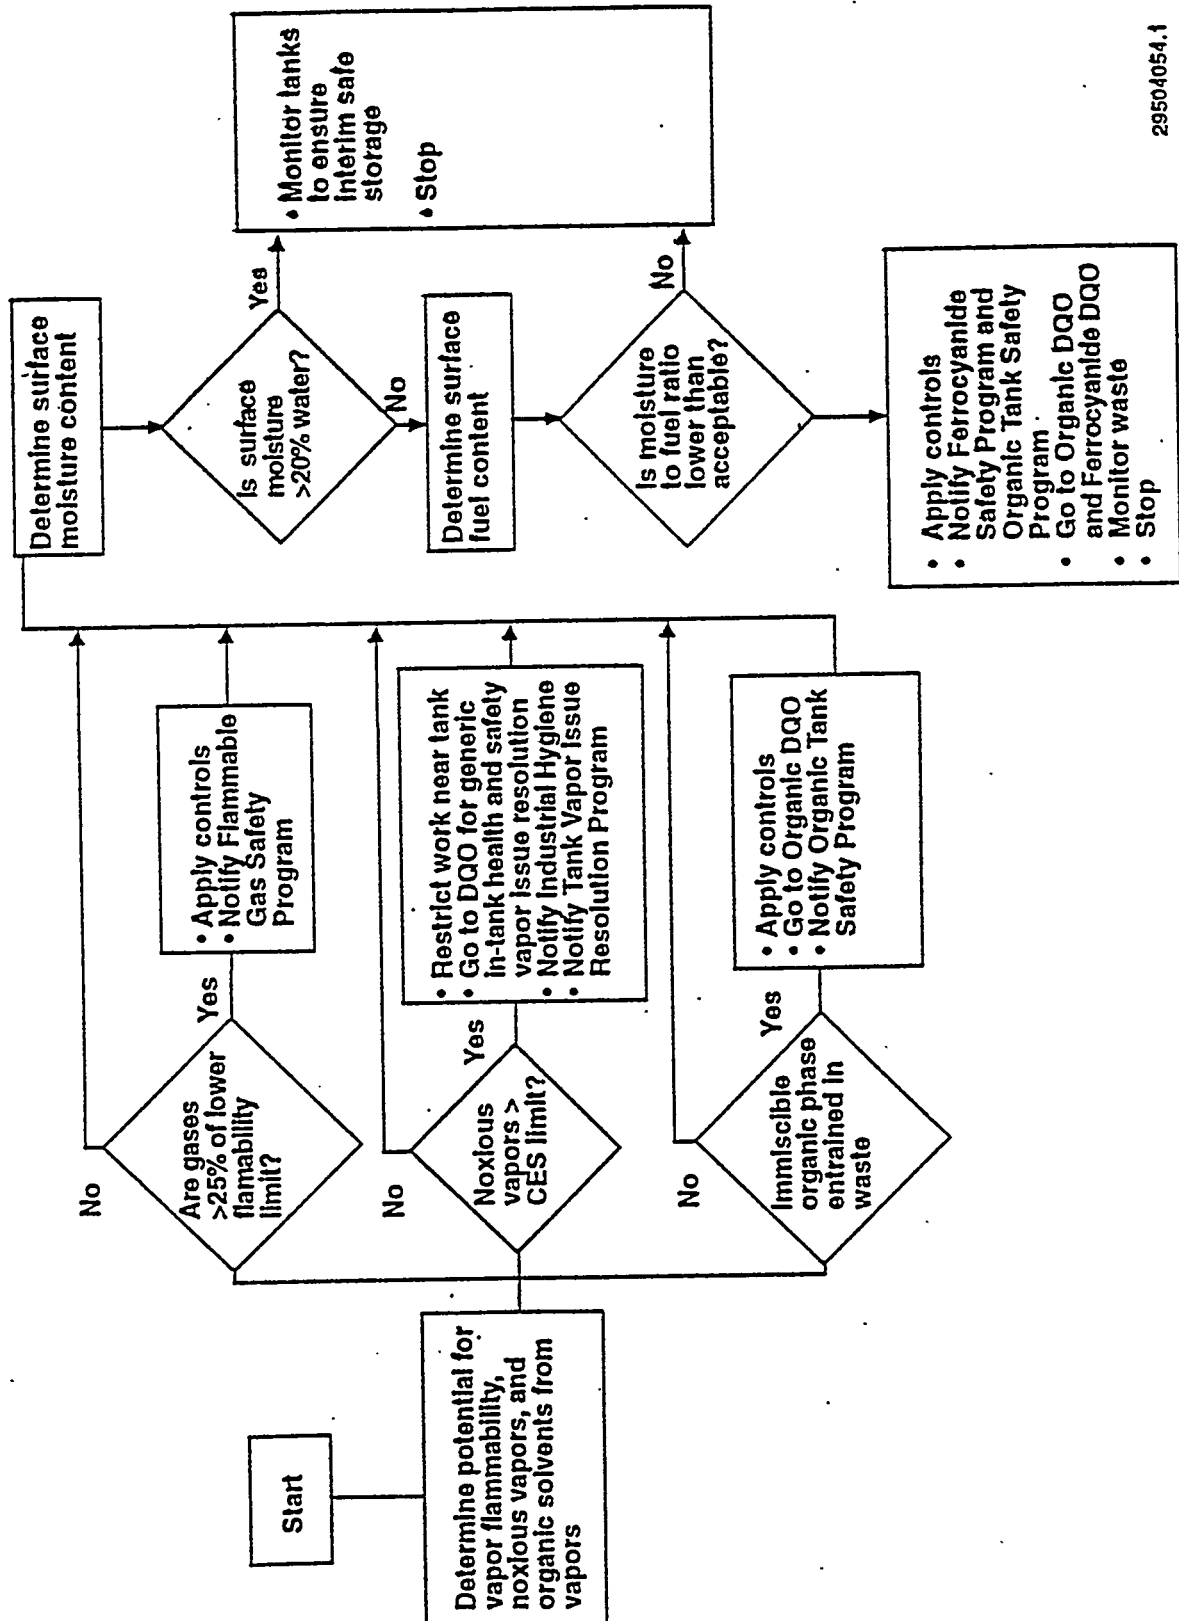 Start
Determine potential for
vapor flammability,
noxious vapors, and
organic solvents from
vapors
No
Are gases
>25% of lower
flamability
limit?
Yes
• Apply controls
• Notify Flammable
Gas Safety
Program
No
Noxious
vapors >
CES limit?
Yes
• Restrict work near tank
• Go to DQO for generic
in-tank health and safety
vapor issue resolution
• Notify Industrial Hygiene
• Notify Tank Vapor Issue
Resolution Program
No
Immiscible
organic phase
entrained in
waste
Yes
• Apply controls
• Go to Organic DQO
• Notify Organic Tank
Safety Program
Determine surface
moisture content
Is surface
moisture
>20% water?
Yes
No
• Monitor tanks
to ensure
interim safe
storage
• Stop
Determine surface
fuel content
Is moisture
to fuel ratio
lower than
acceptable?
No
• Apply controls
• Notify Ferrocyanide
Safety Program and
Organic Tank Safety
Program
• Go to Organic DQO
and Ferrocyanide DQO
• Monitor waste
• Stop
29504054.1